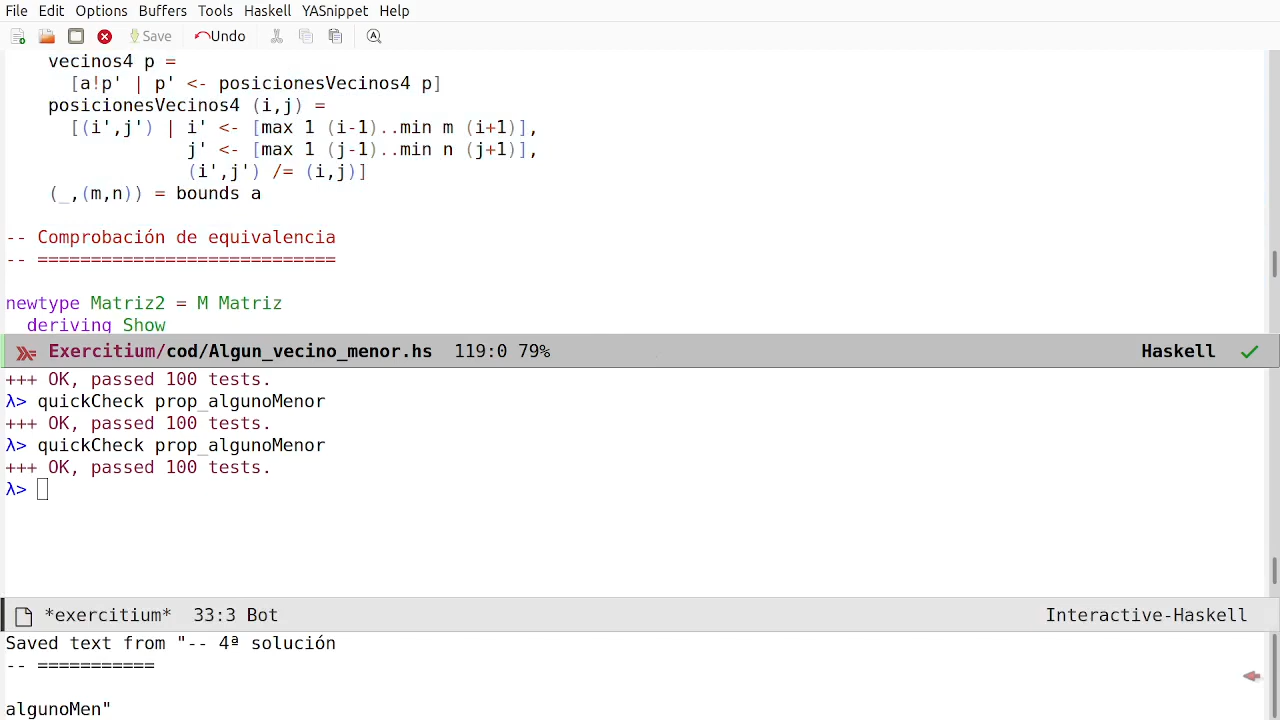 File Edit Options Buffers Tools Haskell YASnippet Help
Save Undo
    vecinos4 p =
      [a!p' | p' <- posicionesVecinos4 p]
    posicionesVecinos4 (i,j) =
      [(i',j') | i' <- [max 1 (i-1)..min m (i+1)],
                 j' <- [max 1 (j-1)..min n (j+1)],
                 (i',j') /= (i,j)]
    (_,(m,n)) = bounds a
-- Comprobación de equivalencia
-- ============================
newtype Matriz2 = M Matriz
  deriving Show
Exercitium/cod/Algun_vecino_menor.hs 119:0 79% Haskell
+++ OK, passed 100 tests.
λ> quickCheck prop_algunoMenor
+++ OK, passed 100 tests.
λ> quickCheck prop_algunoMenor
+++ OK, passed 100 tests.
λ>
*exercitium* 33:3 Bot Interactive-Haskell
Saved text from "-- 4ª solución
-- ===========
algunoMen"